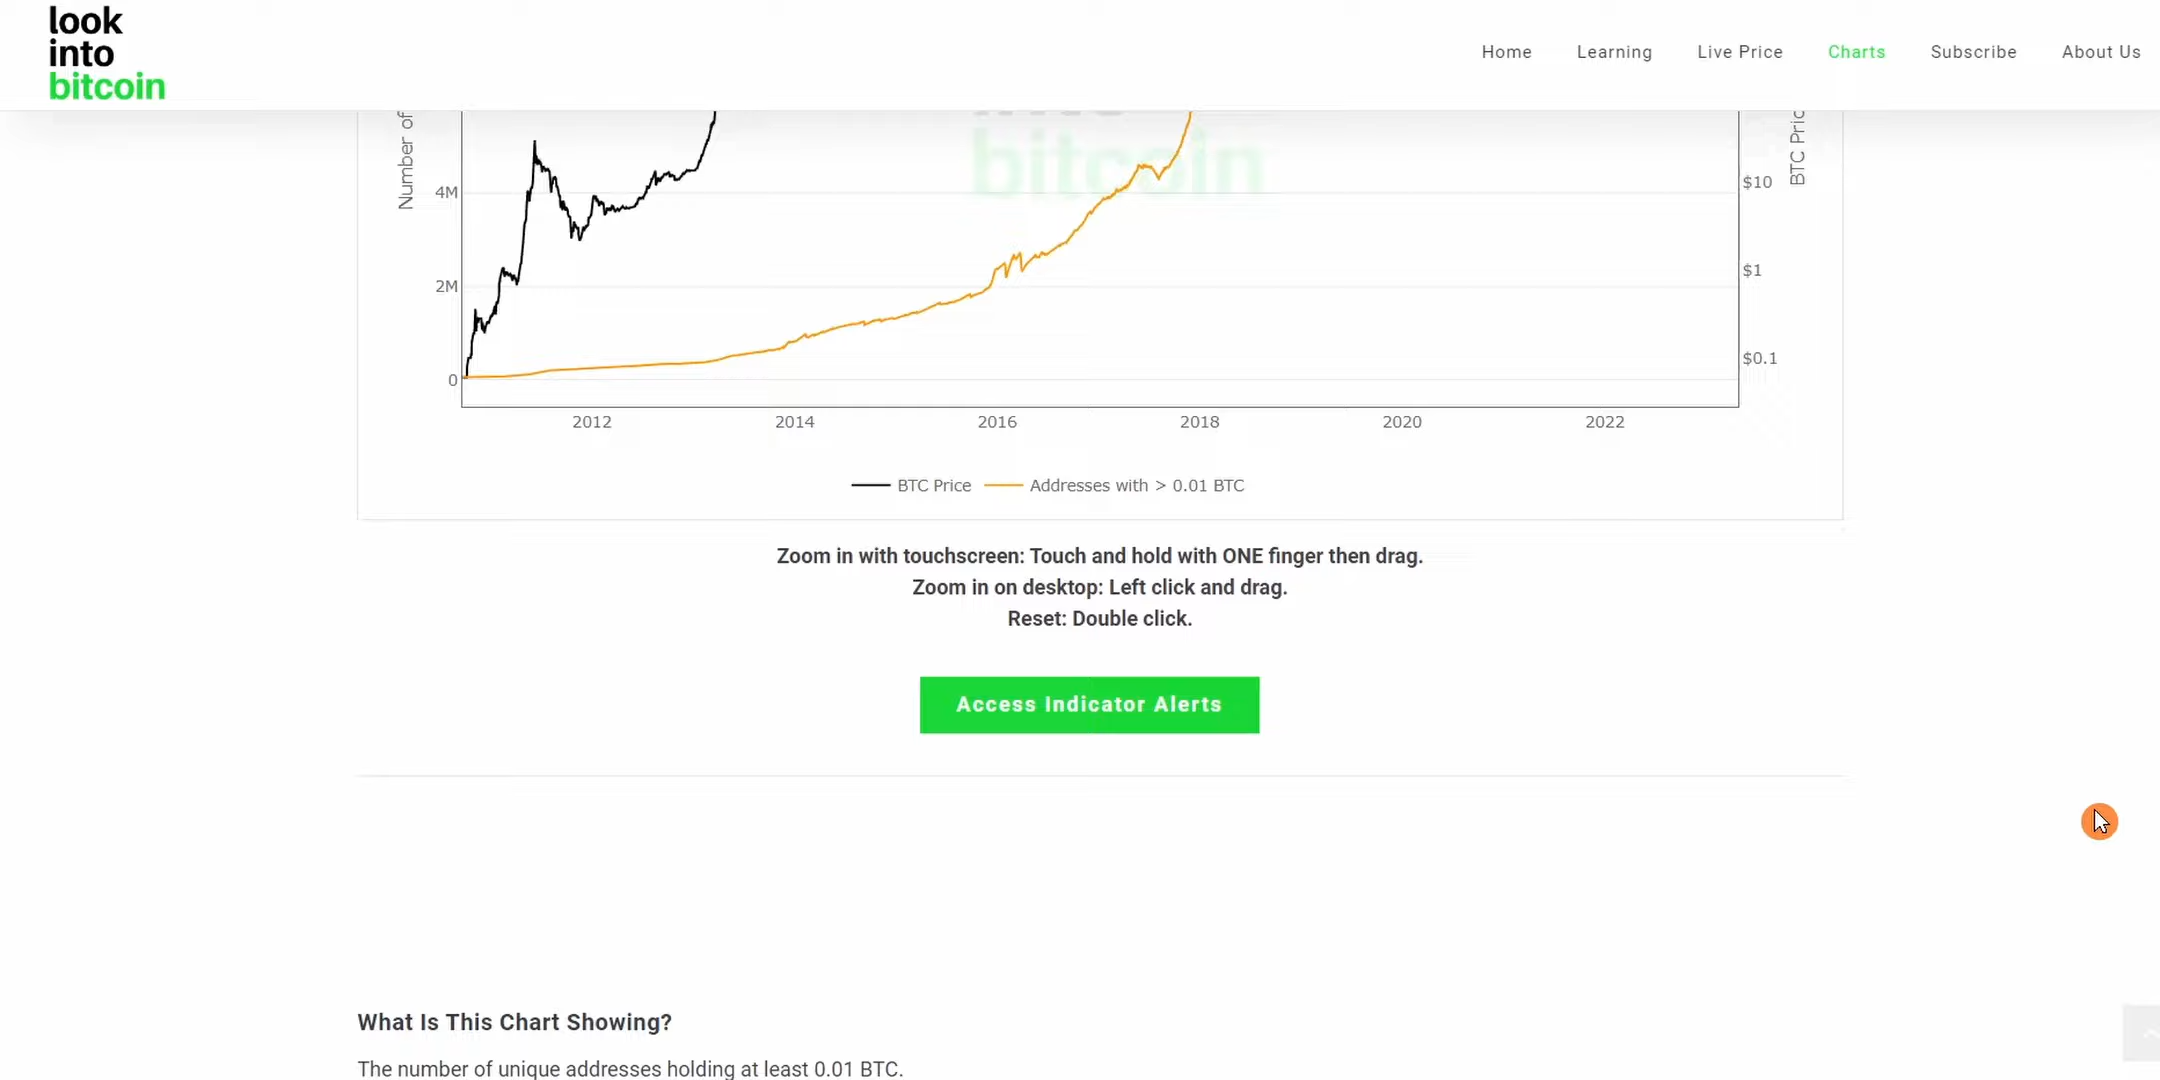 look
into
bitcoin
Home Learning Live Price Charts Subscribe About Us
Number of
BTC
bitcoin
4M
2M
0
$10
$1
$0.1
2012 2014 2016 2018 2020 2022
BTC Price Addresses with > 0.01 BTC
Zoom in with touchscreen: Touch and hold with ONE finger then drag.
Zoom in on desktop: Left click and drag.
Reset: Double click.
Access Indicator Alerts
What Is This Chart Showing?
The number of unique addresses holding at least 0.01 BTC.